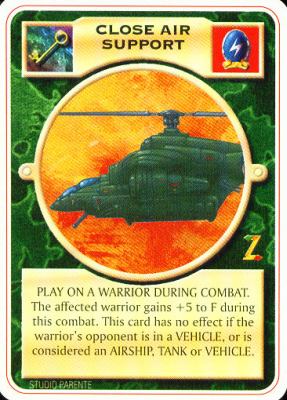 CLOSE AIR
SUPPORT
Z
PLAY ON A WARRIOR DURING COMBAT.
The affected warrior gains +5 to F during
this combat. This card has no effect if the
warrior's opponent is in a VEHICLE, or is
considered an AIRSHIP, TANK or VEHICLE.
STUDIO PARENTE